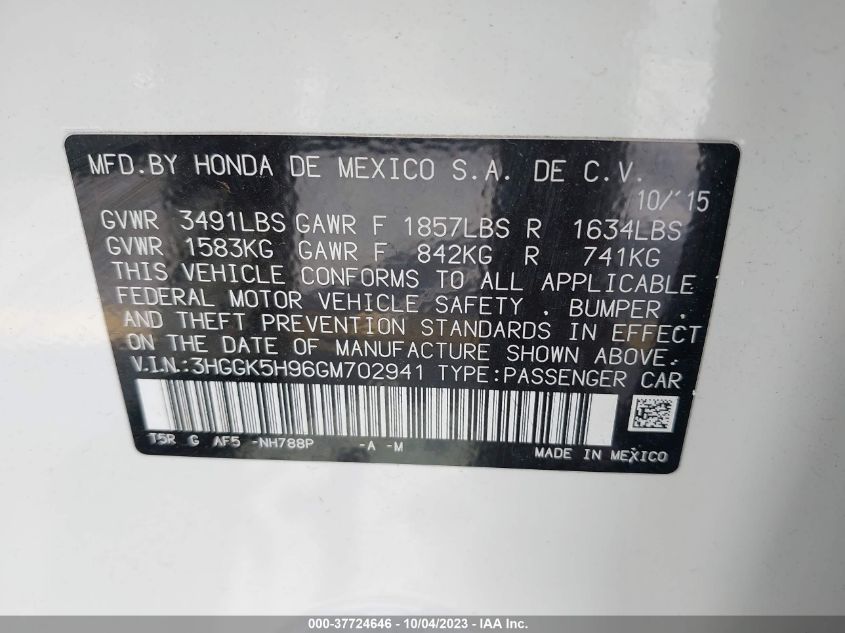 MFD.BY HONDA DE MEXICO S.A. DE C.V.
10/'15
GVWR 3491LBS GAWR F 1857LBS R 1634LBS
GVWR 1583KG GAWR F 842KG R 741KG
THIS VEHICLE CONFORMS TO ALL APPLICABLE
FEDERAL MOTOR VEHICLE SAFETY , BUMPER ,
AND THEFT PREVENTION STANDARDS IN EFFECT
ON THE DATE OF MANUFACTURE SHOWN ABOVE.
V.I.N.:3HGGK5H96GM702941 TYPE:PASSENGER CAR
T5R G AF5 -NH788P -A -M
MADE IN MEXICO
000-37724646 - 10/04/2023 - IAA Inc.